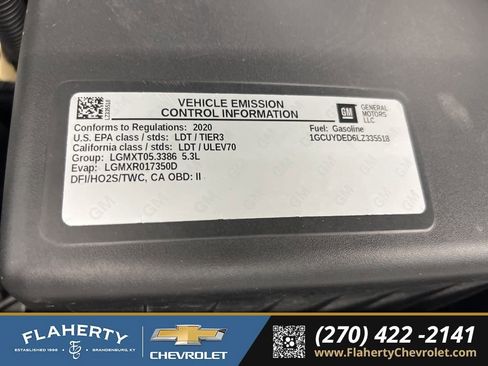 LZ335518
VEHICLE EMISSION
CONTROL INFORMATION
GM
GENERAL
MOTORS
LLC
Conforms to Regulations: 2020
U.S. EPA class / stds: LDT / TIER3
California class / stds: LDT / ULEV70
Group: LGMXT05.3386 5.3L
Evap: LGMXR017350D
DFI/HO2S/TWC, CA OBD: II
Fuel: Gasoline
1GCUYDED6LZ335518
FLAHERTY
ESTABLISHED 1996
BRANDENBURG, KY
CHEVROLET
(270) 422 -2141
www.FlahertyChevrolet.com